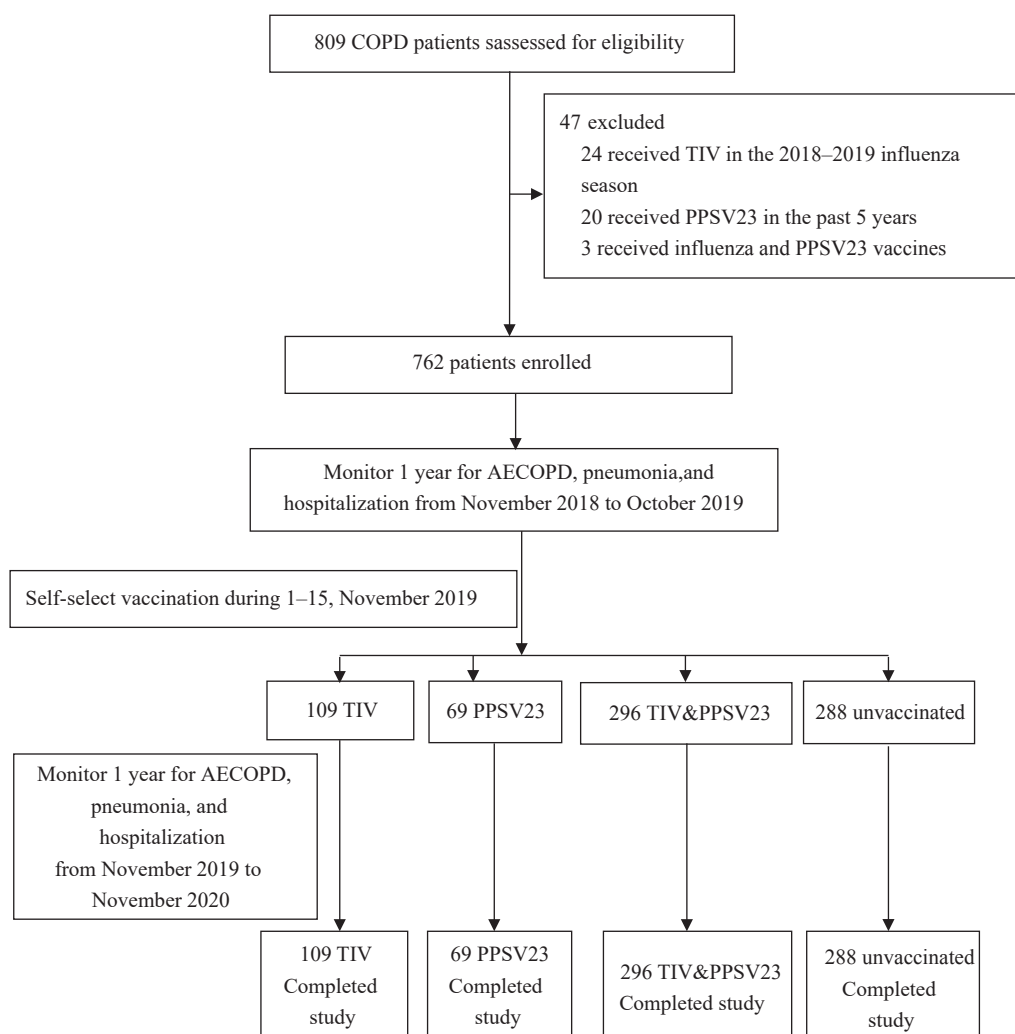 809 COPD patients sassessed for eligibility
47 excluded
24 received TIV in the 2018–2019 influenza
season
20 received PPSV23 in the past 5 years
3 received influenza and PPSV23 vaccines
762 patients enrolled
Monitor 1 year for AECOPD, pneumonia,and
hospitalization from November 2018 to October 2019
Self-select vaccination during 1–15, November 2019
109 TIV
69 PPSV23
296 TIV&PPSV23
288 unvaccinated
Monitor 1 year for AECOPD,
pneumonia, and
hospitalization
from November 2019 to
November 2020
109 TIV
Completed
study
69 PPSV23
Completed
study
296 TIV&PPSV23
Completed study
288 unvaccinated
Completed
study